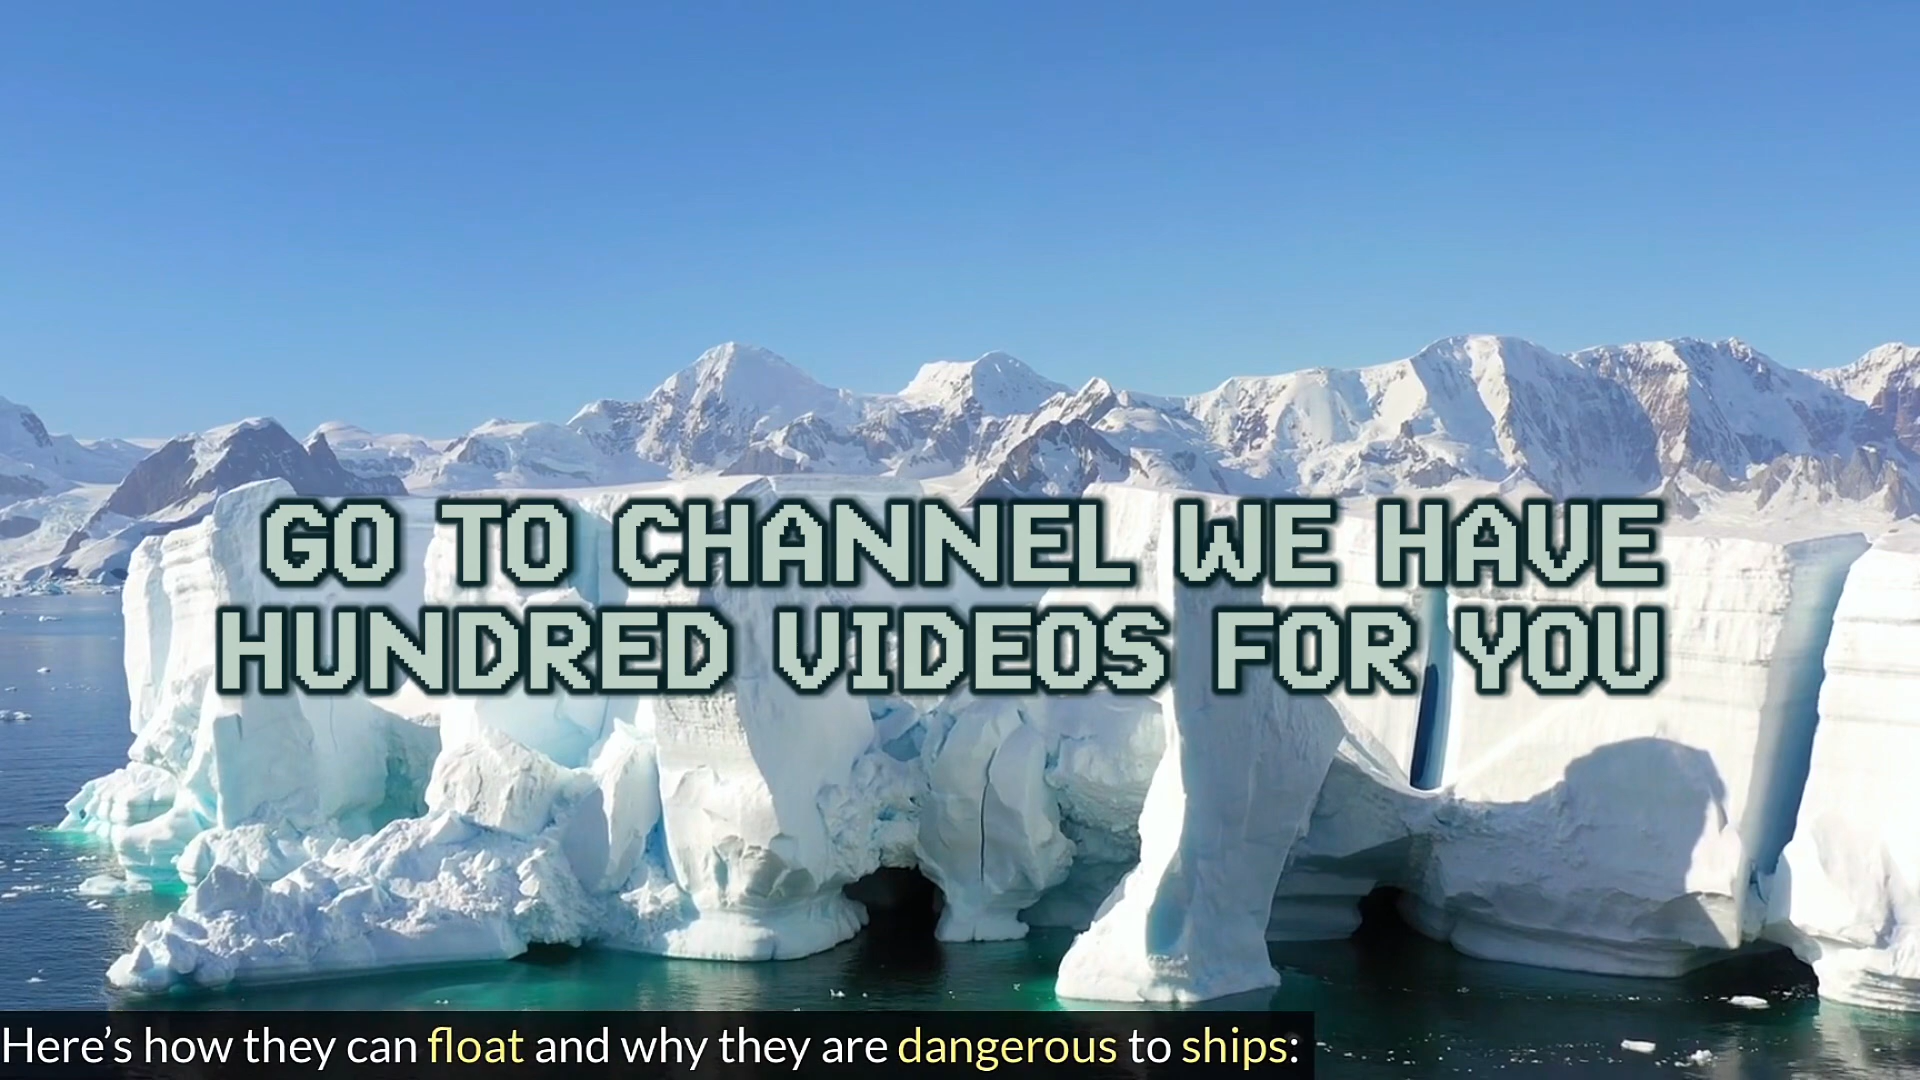 GO TO CHANNEL WE HAVE
HUNDRED VIDEOS FOR YOU
Here’s how they can float and why they are dangerous to ships: